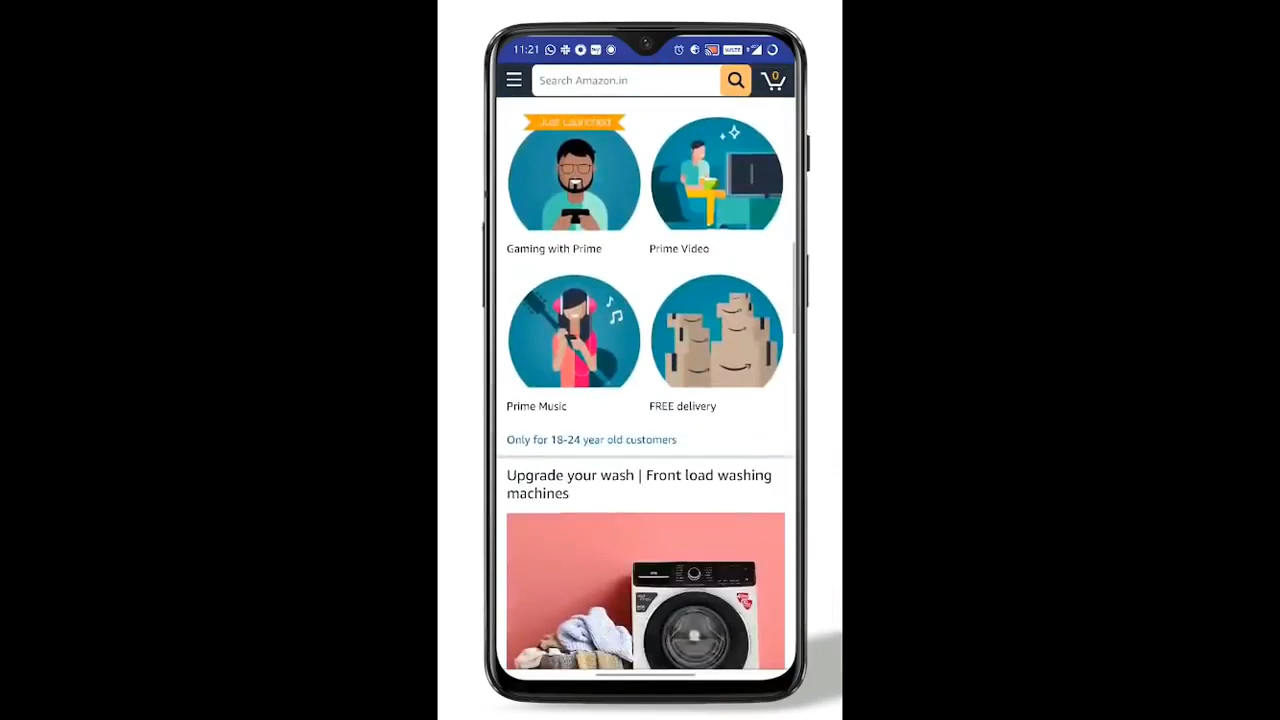 11:21
Search Amazon.in
0
Just Launched
Gaming with Prime
Prime Video
Prime Music
FREE delivery
Only for 18-24 year old customers
Upgrade your wash | Front load washing
machines